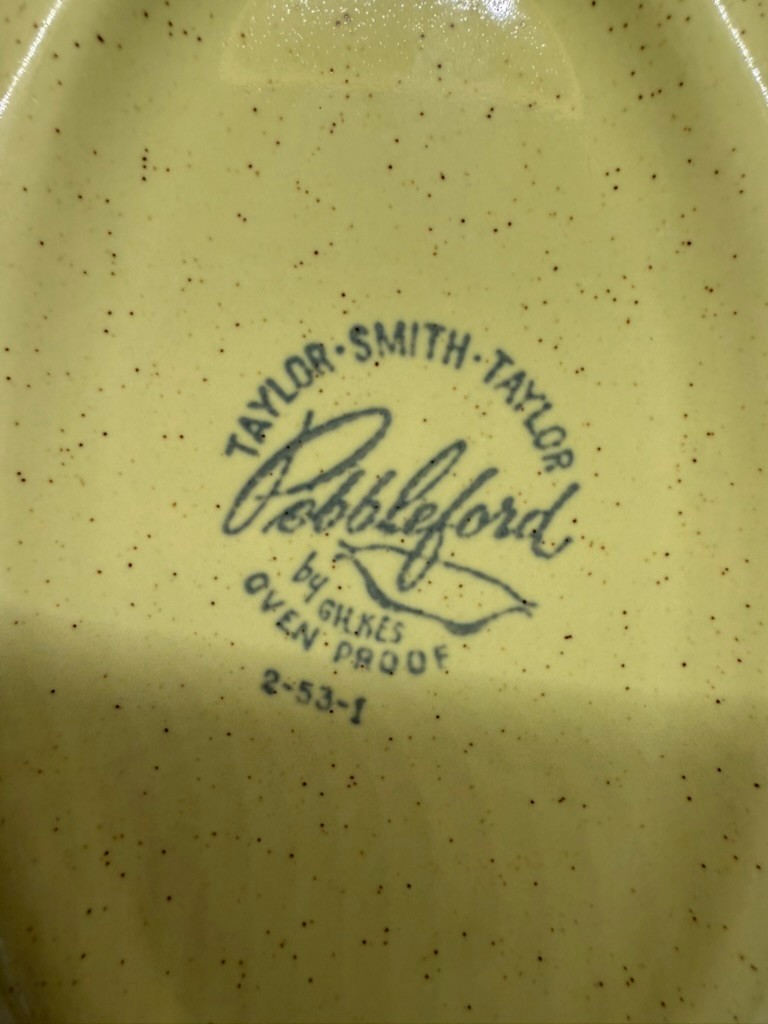 TAYLOR · SMITH · TAYLOR
Pebbleford
by GILKES
OVEN PROOF
2-53-1